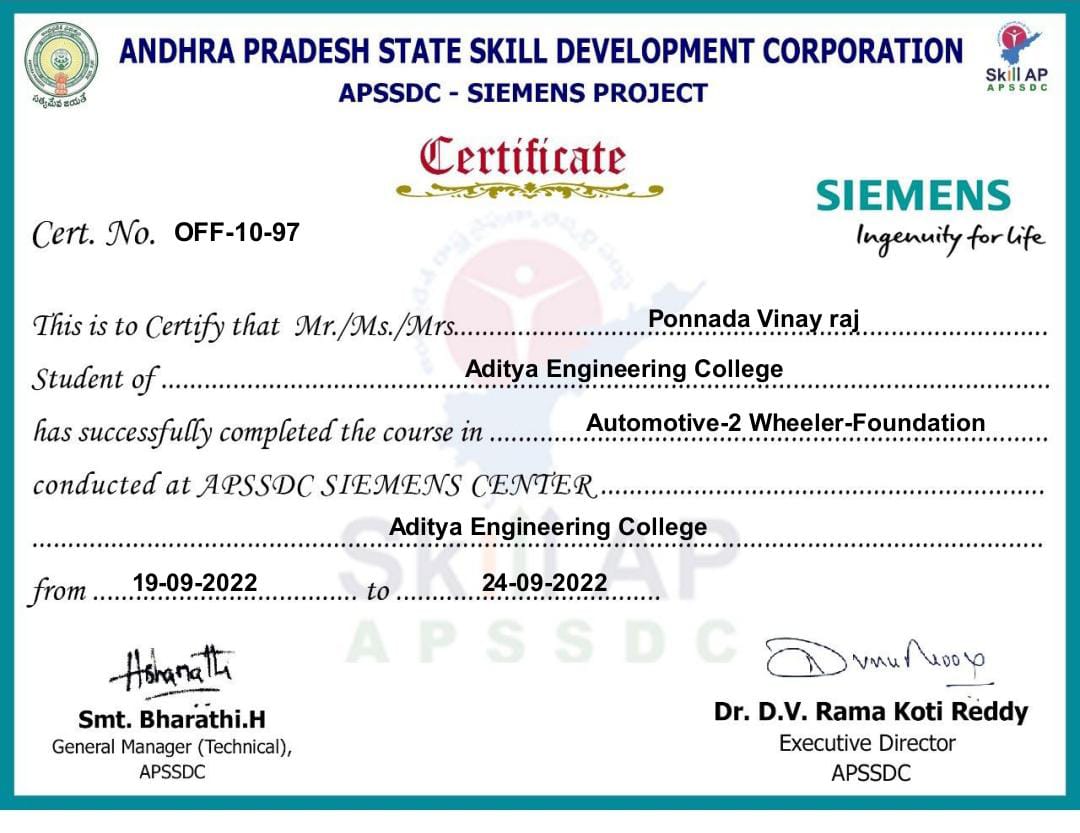 ANDHRA PRADESH STATE SKILL DEVELOPMENT CORPORATION
APSSDC - SIEMENS PROJECT
సత్యమేవ జయతే
Skill AP
APSSDC
Certificate
SIEMENS
Ingenuity for life
Cert. No. OFF-10-97
This is to Certify that Mr./Ms./Mrs. Ponnada Vinay raj
Student of Aditya Engineering College
has successfully completed the course in Automotive-2 Wheeler-Foundation
conducted at APSSDC SIEMENS CENTER
Aditya Engineering College
from 19-09-2022 to 24-09-2022
Skill AP
APSSDC
Smt. Bharathi.H
General Manager (Technical),
APSSDC
Dr. D.V. Rama Koti Reddy
Executive Director
APSSDC